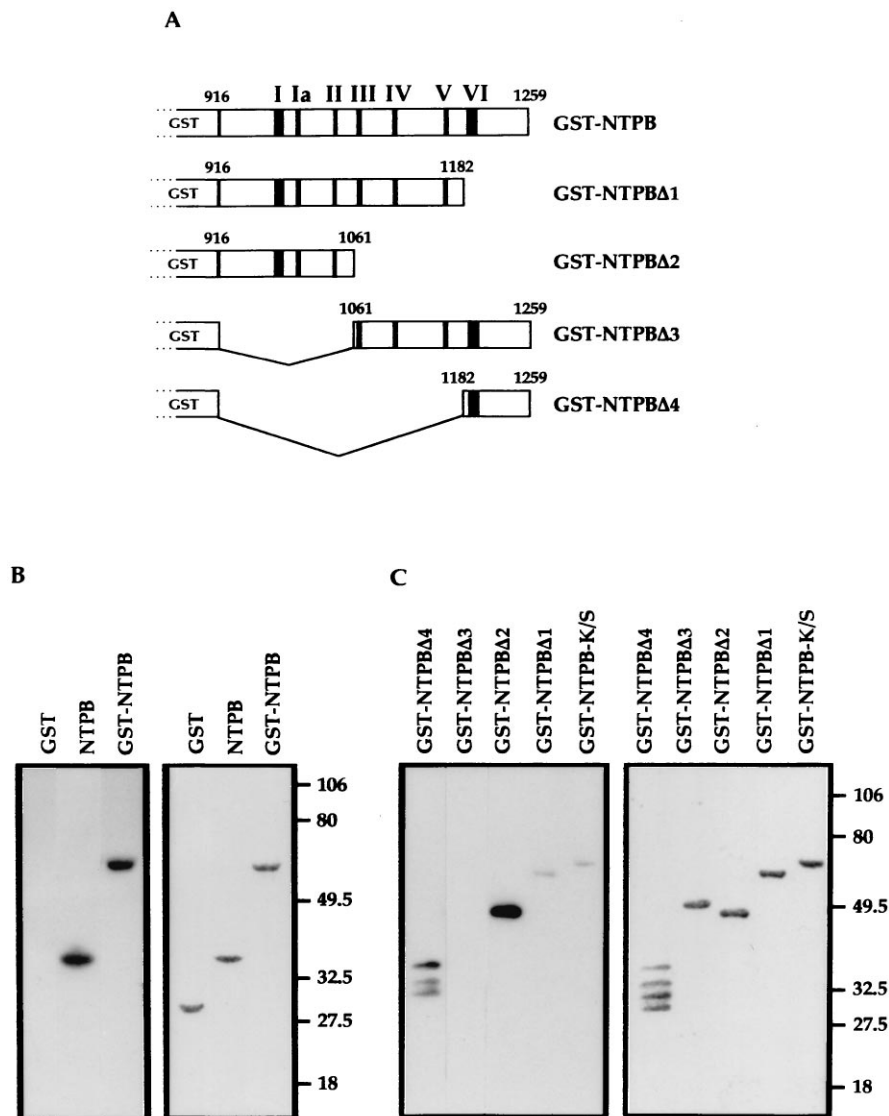 A
916 I Ia II III IV V VI 1259
GST GST-NTPB
916 1182
GST GST-NTPBΔ1
916 1061
GST GST-NTPBΔ2
1061 1259
GST GST-NTPBΔ3
1182 1259
GST GST-NTPBΔ4
B
GST
NTPB
GST-NTPB
GST
NTPB
GST-NTPB
106
80
49.5
32.5
27.5
18
C
GST-NTPBΔ4
GST-NTPBΔ3
GST-NTPBΔ2
GST-NTPBΔ1
GST-NTPB-K/S
GST-NTPBΔ4
GST-NTPBΔ3
GST-NTPBΔ2
GST-NTPBΔ1
GST-NTPB-K/S
106
80
49.5
32.5
27.5
18